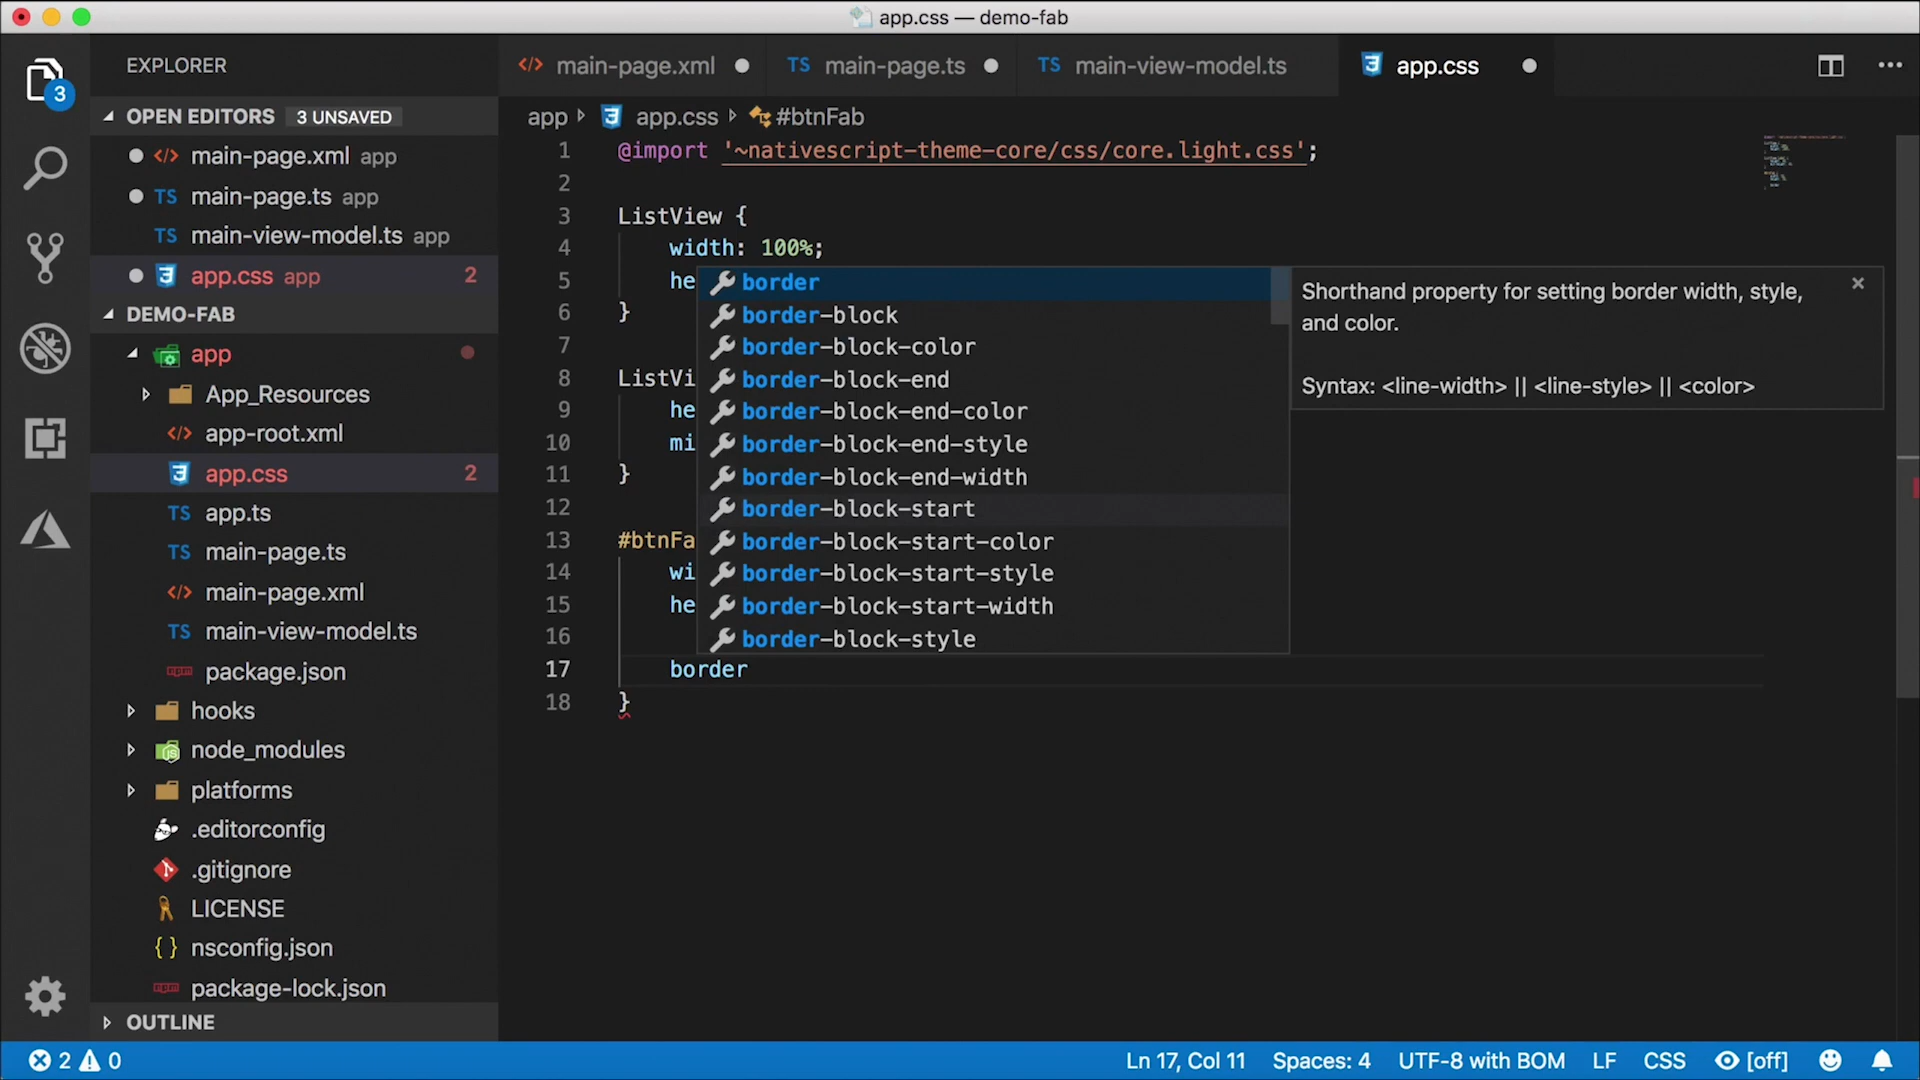 app.css — demo-fab
EXPLORER
OPEN EDITORS 3 UNSAVED
main-page.xml app
TS main-page.ts app
TS main-view-model.ts app
app.css app 2
DEMO-FAB
app
App_Resources
app-root.xml
app.css 2
TS app.ts
TS main-page.ts
main-page.xml
TS main-view-model.ts
package.json
hooks
node_modules
platforms
.editorconfig
.gitignore
LICENSE
nsconfig.json
package-lock.json
OUTLINE
3
main-page.xml TS main-page.ts TS main-view-model.ts app.css
app app.css #btnFab
1 @import '~nativescript-theme-core/css/core.light.css';
2
3 ListView {
4 width: 100%;
5 he
6 }
7
8 ListVi
9 he
10 mi
11 }
12
13 #btnFa
14 wi
15 he
16
17 border
18 }
border
border-block
border-block-color
border-block-end
border-block-end-color
border-block-end-style
border-block-end-width
border-block-start
border-block-start-color
border-block-start-style
border-block-start-width
border-block-style
Shorthand property for setting border width, style,
and color.
Syntax: <line-width> || <line-style> || <color>
2 0 Ln 17, Col 11 Spaces: 4 UTF-8 with BOM LF CSS [off]